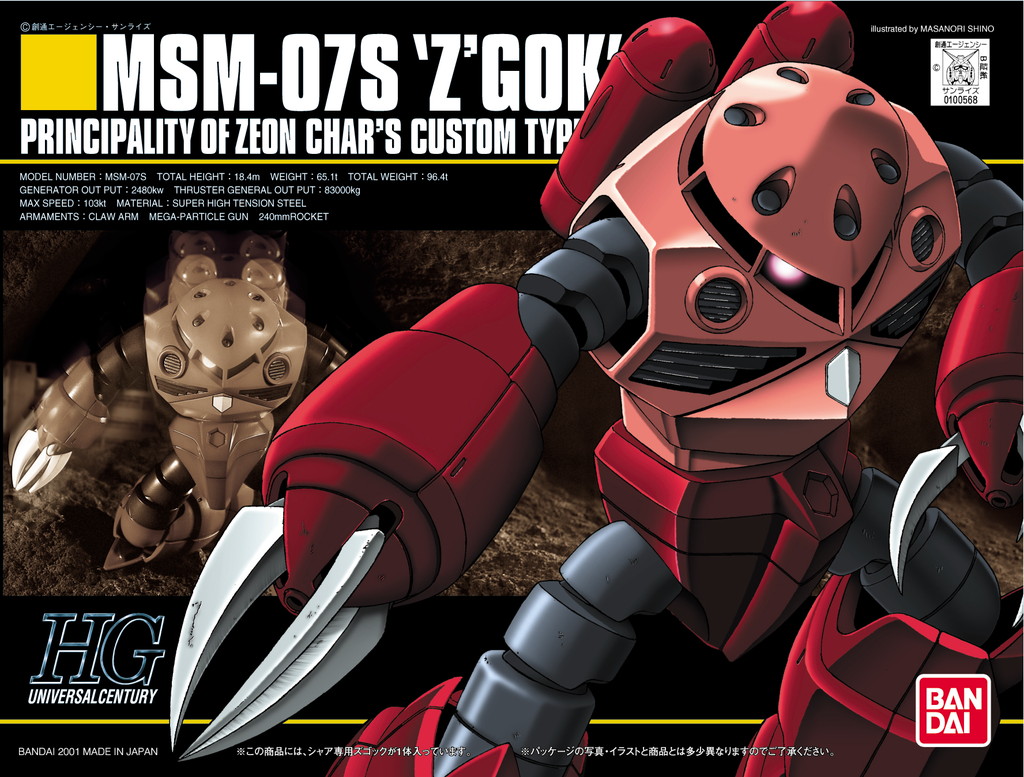 ©創通エージェンシー・サンライズ
illustrated by MASANORI SHINO
MSM-07S 'Z'GOK'
PRINCIPALITY OF ZEON CHAR'S CUSTOM TYP
創通エージェンシー
©
サンライズ
0100568
MODEL NUMBER：MSM-07S TOTAL HEIGHT：18.4m WEIGHT：65.1t TOTAL WEIGHT：96.4t
GENERATOR OUT PUT：2480kw THRUSTER GENERAL OUT PUT：83000kg
MAX SPEED：103kt MATERIAL：SUPER HIGH TENSION STEEL
ARMAMENTS：CLAW ARM MEGA-PARTICLE GUN 240mmROCKET
HG
UNIVERSAL CENTURY
BAN
DAI
BANDAI 2001 MADE IN JAPAN ※この商品には、シャア専用ズゴックが1体入っています。 ※パッケージの写真・イラストと商品とは多少異なりますのでご了承ください。